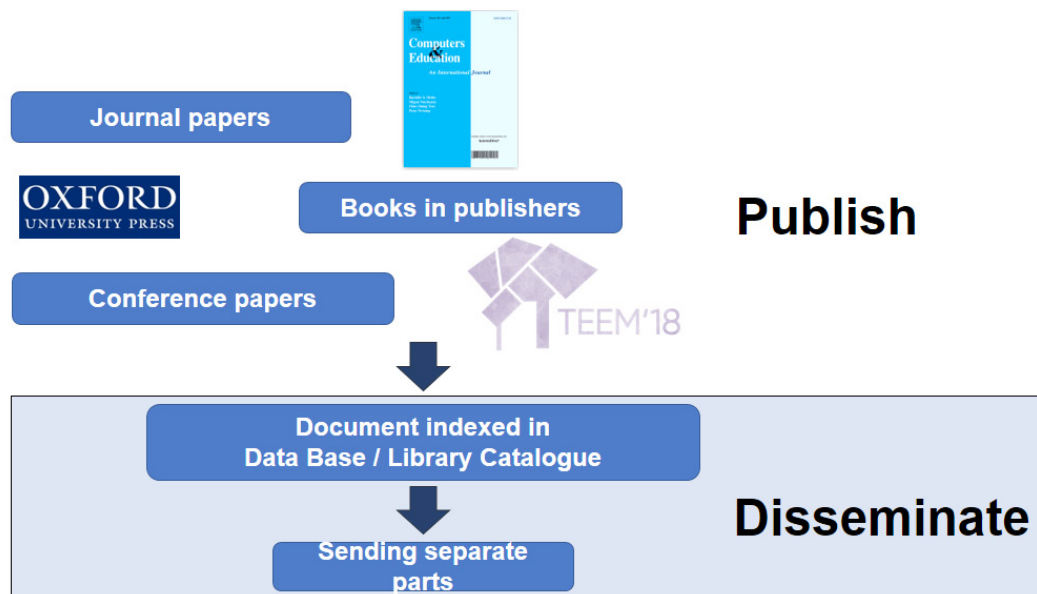 Computers
&
Education
An International Journal
Journal papers
OXFORD
UNIVERSITY PRESS
Books in publishers
Publish
Conference papers
TEEM'18
Document indexed in
Data Base / Library Catalogue
Disseminate
Sending separate
parts